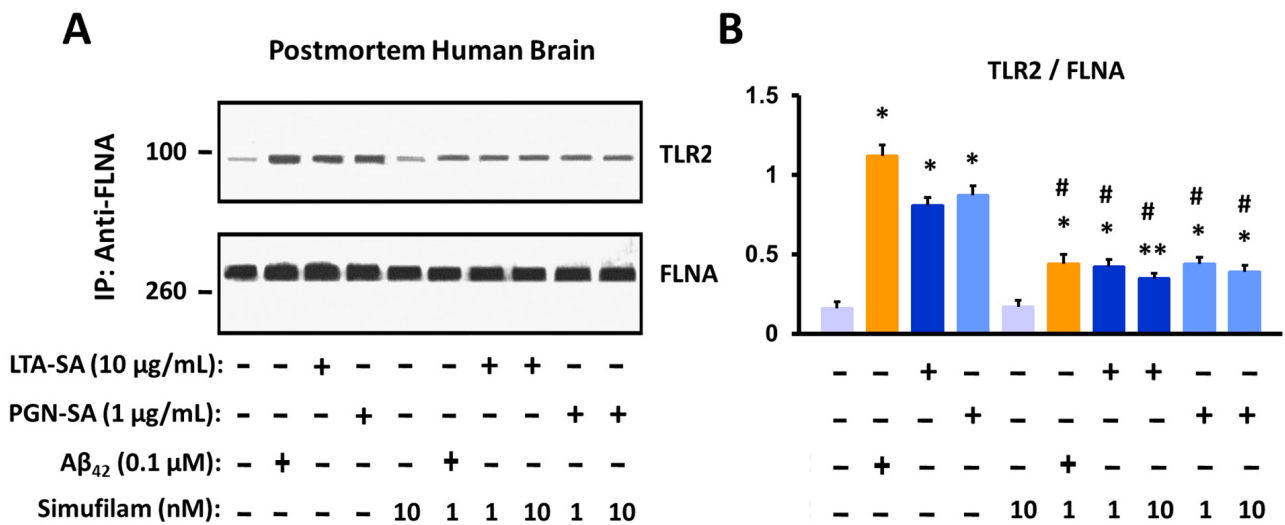 A
Postmortem Human Brain
IP: Anti-FLNA
100 –
TLR2
260 –
FLNA
LTA-SA (10 µg/mL): – – + – – – + + – –
PGN-SA (1 µg/mL): – – – + – – – – + +
Aβ₄₂ (0.1 µM): – + – – – + – – – –
Simufilam (nM): – – – – 10 1 1 10 1 10
B
TLR2 / FLNA
1.5
1
0.5
0
* * * # # # # #
* * ** * *
– – + – – – + + – –
– – – + – – – – + +
– + – – – + – – – –
– – – – 10 1 1 10 1 10